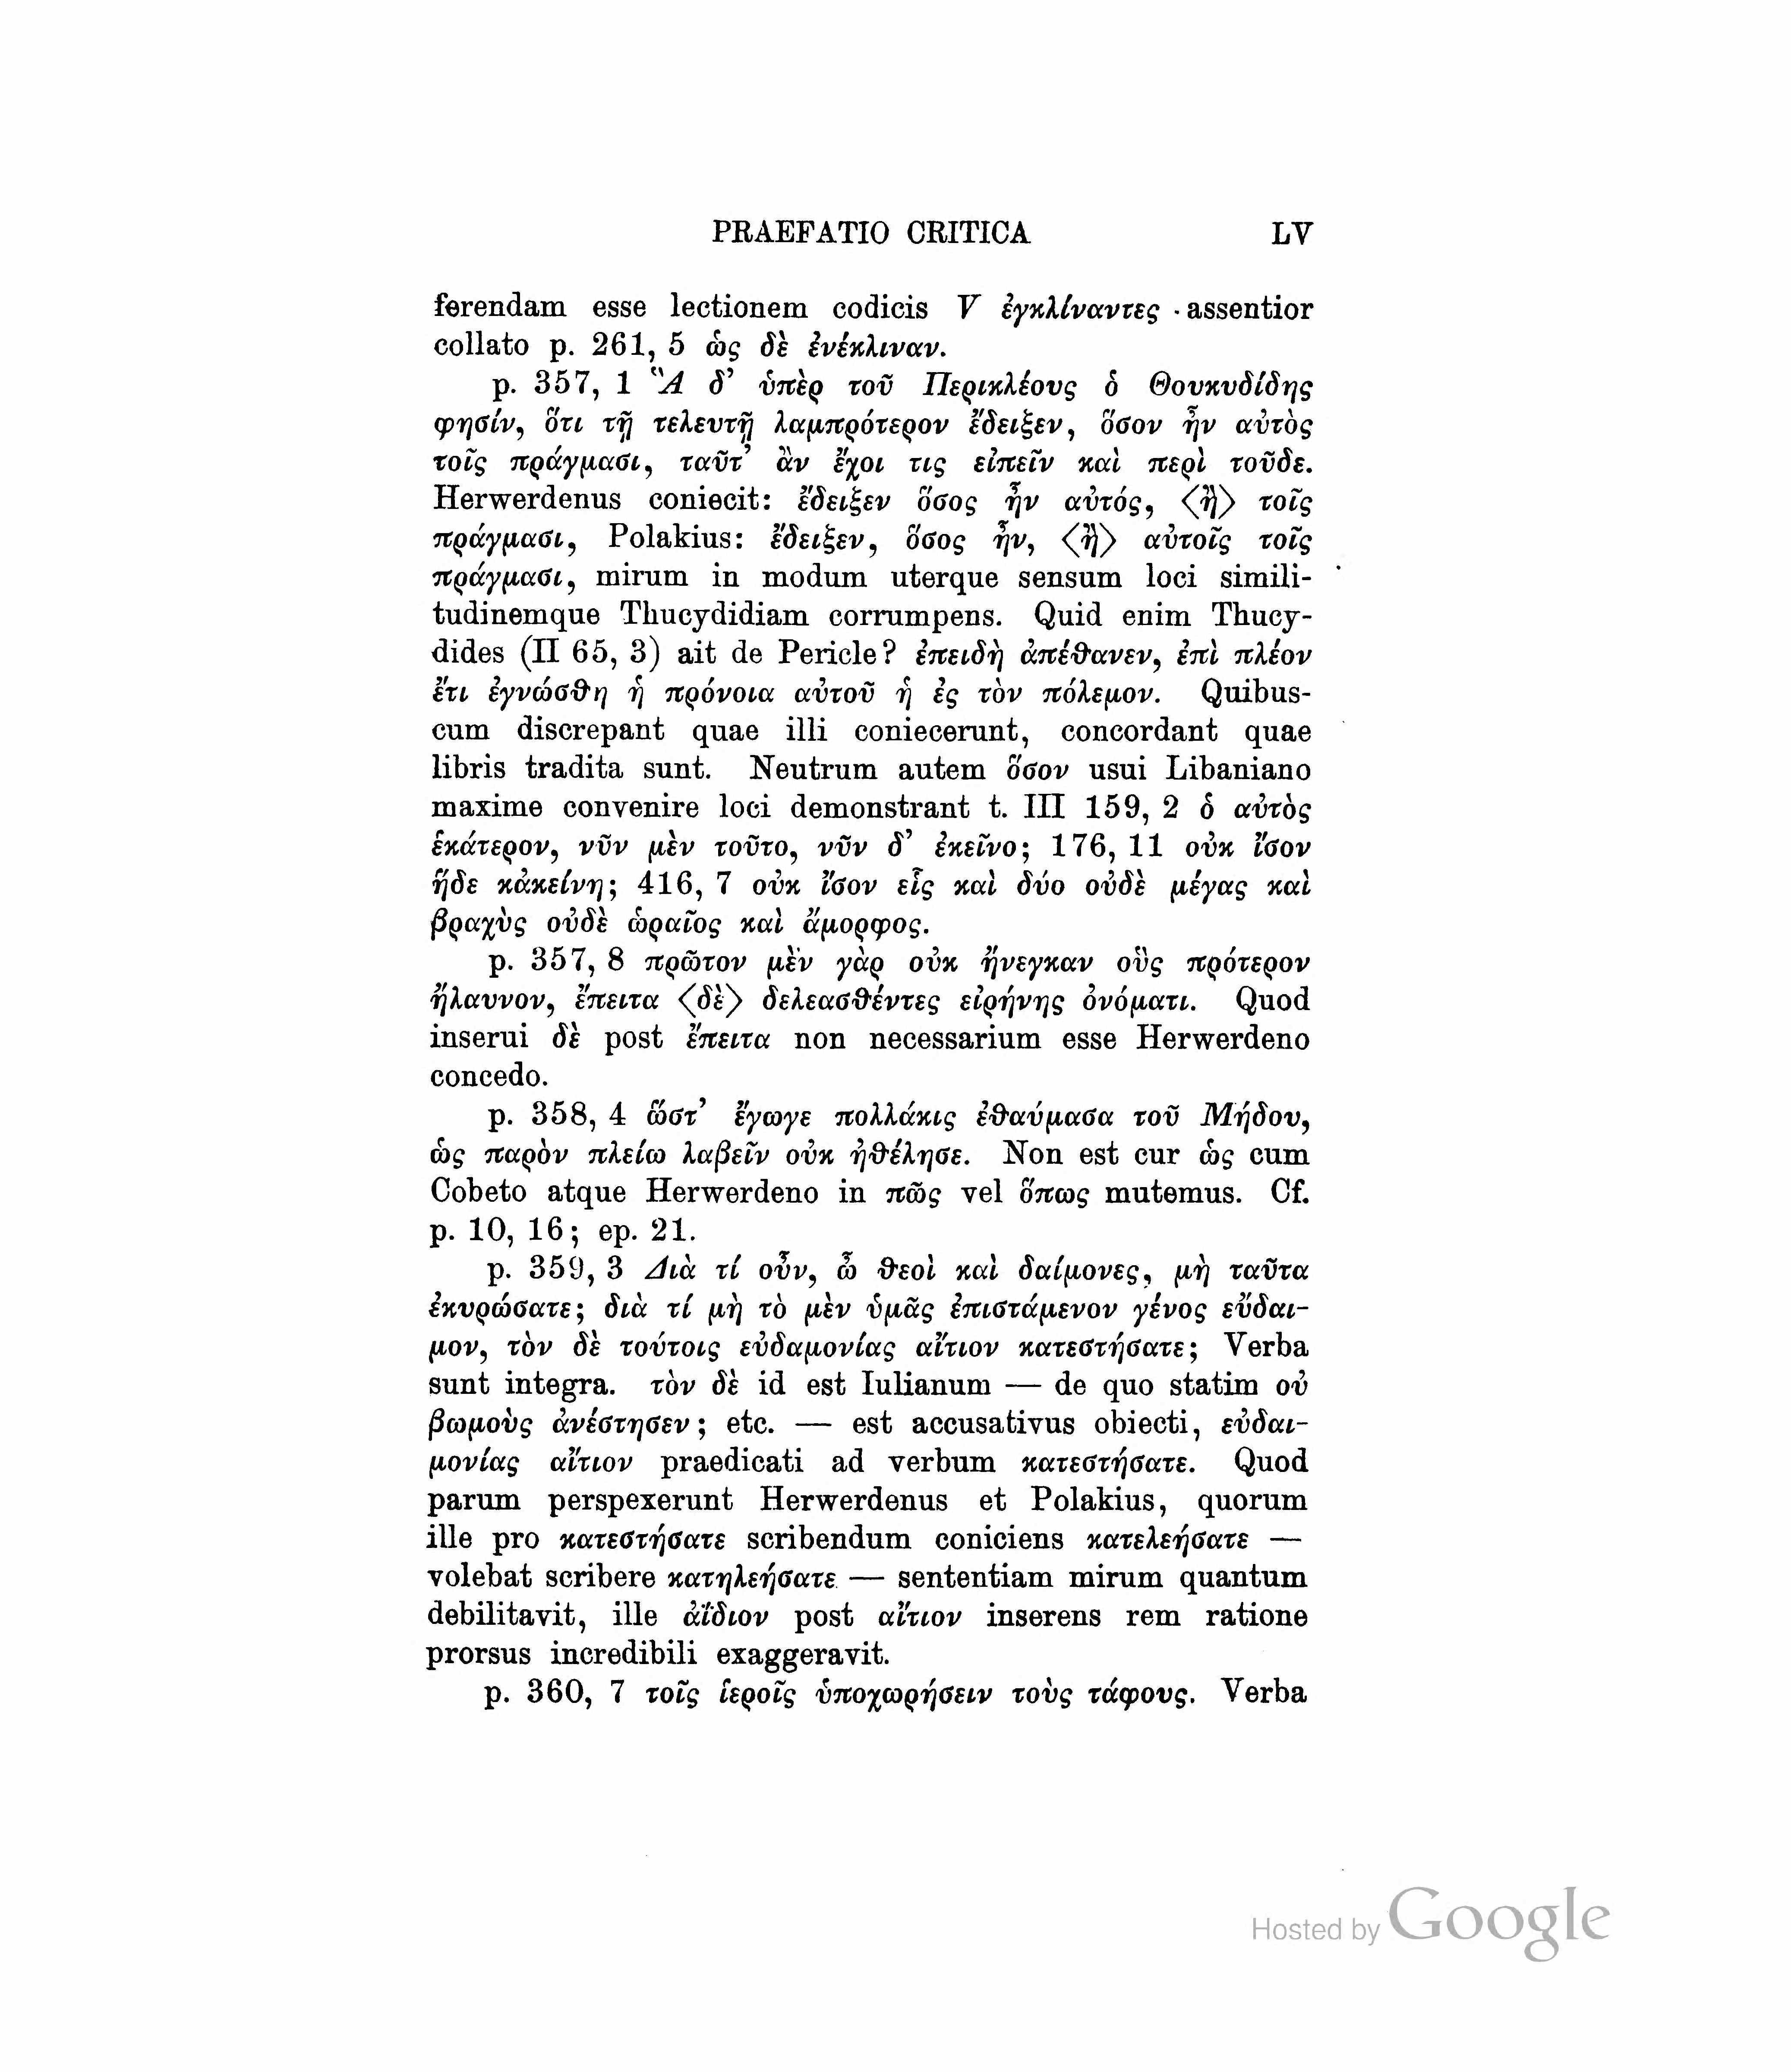 PRAEFATIO CRITICA LV
ferendam esse lectionem codicis V ἐγκλίναντες assentior
collato p. 261, 5 ὡς δὲ ἐνέκλιναν.
p. 357, 1 Ἃ δ’ ὑπὲρ τοῦ Περικλέους ὁ Θουκυδίδης
φησίν, ὅτι τῇ τελευτῇ λαμπρότερον ἔδειξεν, ὅσον ἦν αὐτὸς
τοῖς πράγμασι, ταῦτ’ ἂν ἔχοι τις εἰπεῖν καὶ περὶ τοῦδε.
Herwerdenus coniecit: ἔδειξεν ὅσος ἦν αὐτός, ⟨ἢ⟩ τοῖς
πράγμασι, Polakius: ἔδειξεν, ὅσος ἦν, ⟨ἢ⟩ αὐτοῖς τοῖς
πράγμασι, mirum in modum uterque sensum loci simili-
tudinemque Thucydidiam corrumpens. Quid enim Thucy-
dides (II 65, 3) ait de Pericle? ἐπειδὴ ἀπέθανεν, ἐπὶ πλέον
ἔτι ἐγνώσθη ἡ πρόνοια αὐτοῦ ἡ ἐς τὸν πόλεμον. Quibus-
cum discrepant quae illi coniecerunt, concordant quae
libris tradita sunt. Neutrum autem ὅσον usui Libaniano
maxime convenire loci demonstrant t. III 159, 2 ὁ αὐτὸς
ἑκάτερον, νῦν μὲν τοῦτο, νῦν δ’ ἐκεῖνο; 176, 11 οὐκ ἴσον
ἥδε κἀκείνη; 416, 7 οὐκ ἴσον εἷς καὶ δύο οὐδὲ μέγας καὶ
βραχὺς οὐδὲ ὡραῖος καὶ ἄμορφος.
p. 357, 8 πρῶτον μὲν γὰρ οὐκ ἤνεγκαν οὓς πρότερον
ἤλαυνον, ἔπειτα ⟨δὲ⟩ δελεασθέντες εἰρήνης ὀνόματι. Quod
inserui δὲ post ἔπειτα non necessarium esse Herwerdeno
concedo.
p. 358, 4 ὥστ’ ἔγωγε πολλάκις ἐθαύμασα τοῦ Μήδου,
ὡς παρὸν πλείω λαβεῖν οὐκ ἠθέλησε. Non est cur ὡς cum
Cobeto atque Herwerdeno in πῶς vel ὅπως mutemus. Cf.
p. 10, 16; ep. 21.
p. 359, 3 Διὰ τί οὖν, ὦ θεοὶ καὶ δαίμονες, μὴ ταῦτα
ἐκυρώσατε; διὰ τί μὴ τὸ μὲν ὑμᾶς ἐπιστάμενον γένος εὔδαι-
μον, τὸν δὲ τούτοις εὐδαμονίας αἴτιον κατεστήσατε; Verba
sunt integra. τὸν δὲ id est Iulianum — de quo statim οὐ
βωμοὺς ἀνέστησεν; etc. — est accusativus obiecti, εὐδαι-
μονίας αἴτιον praedicati ad verbum κατεστήσατε. Quod
parum perspexerunt Herwerdenus et Polakius, quorum
ille pro κατεστήσατε scribendum coniciens κατελεήσατε —
volebat scribere κατηλεήσατε — sententiam mirum quantum
debilitavit, ille ἀΐδιον post αἴτιον inserens rem ratione
prorsus incredibili exaggeravit.
p. 360, 7 τοῖς ἱεροῖς ὑποχωρήσειν τοὺς τάφους. Verba
Hosted by Google